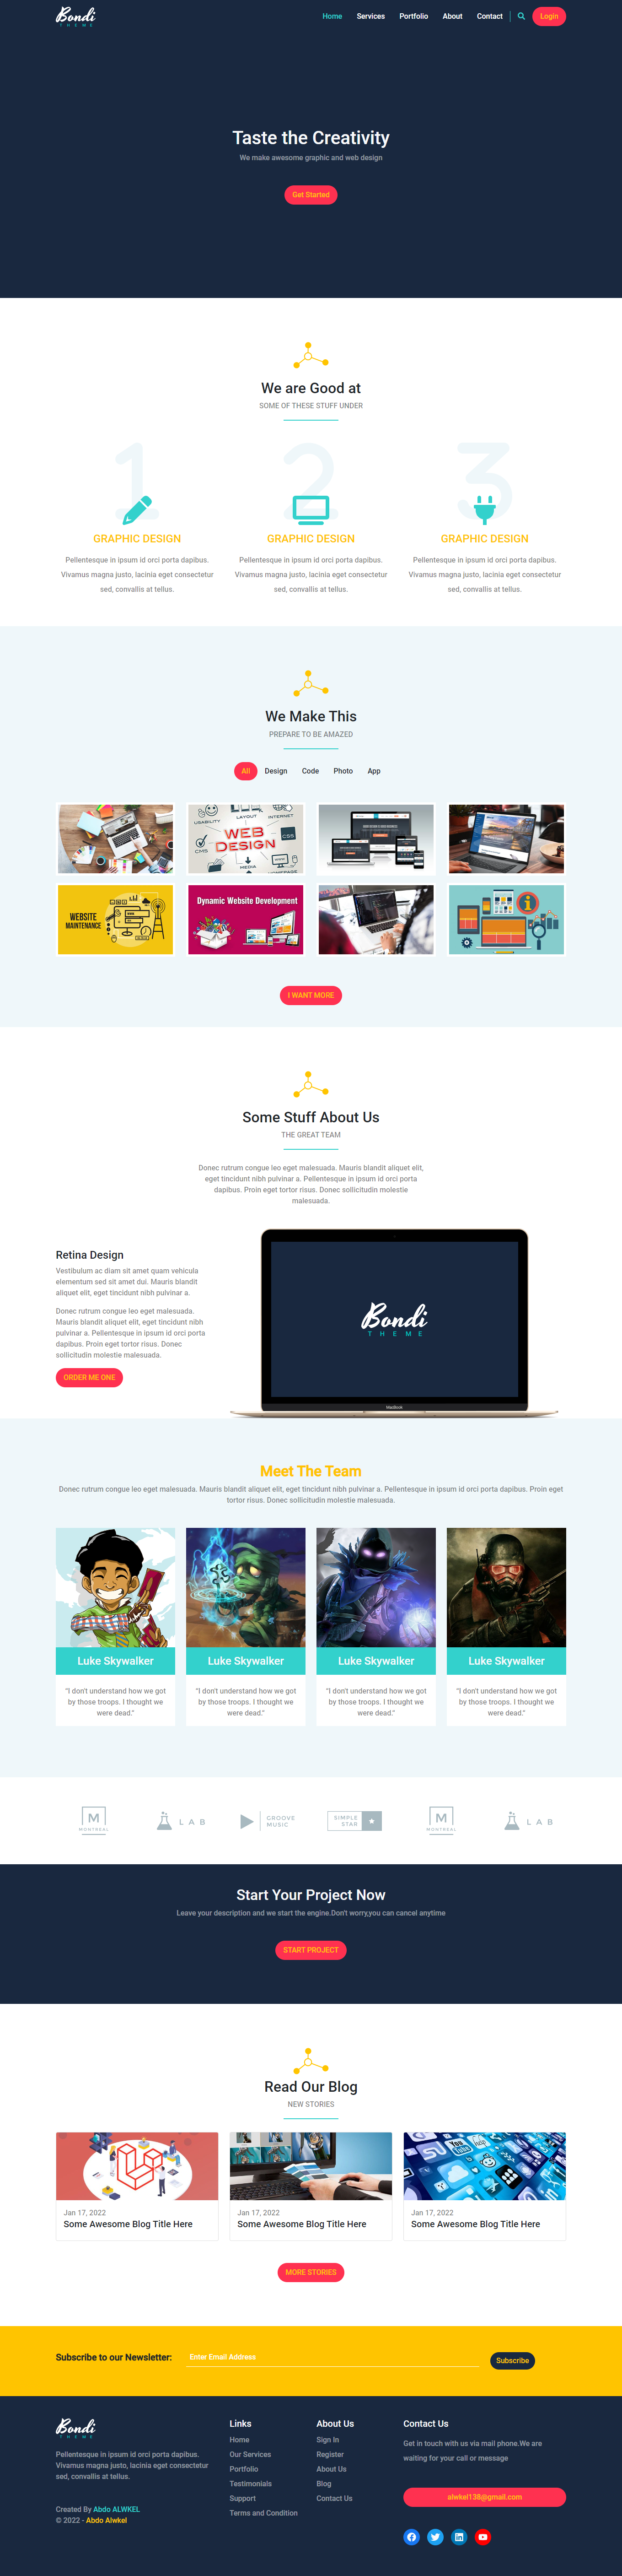 Bondi
THEME
Home Services Portfolio About Contact Login
Taste the Creativity
We make awesome graphic and web design
Get Started
We are Good at
SOME OF THESE STUFF UNDER
1 2 3
GRAPHIC DESIGN GRAPHIC DESIGN GRAPHIC DESIGN
Pellentesque in ipsum id orci porta dapibus.
Vivamus magna justo, lacinia eget consectetur
sed, convallis at tellus.
Pellentesque in ipsum id orci porta dapibus.
Vivamus magna justo, lacinia eget consectetur
sed, convallis at tellus.
Pellentesque in ipsum id orci porta dapibus.
Vivamus magna justo, lacinia eget consectetur
sed, convallis at tellus.
We Make This
PREPARE TO BE AMAZED
All Design Code Photo App
USABILITY
LAYOUT
INTERNET
WEB
DESIGN
CMS
CSS
MEDIA
HOMEPAGE
WEBSITE
MAINTENANCE
Dynamic Website Development
I WANT MORE
Some Stuff About Us
THE GREAT TEAM
Donec rutrum congue leo eget malesuada. Mauris blandit aliquet elit,
eget tincidunt nibh pulvinar a. Pellentesque in ipsum id orci porta
dapibus. Proin eget tortor risus. Donec sollicitudin molestie
malesuada.
Retina Design
Vestibulum ac diam sit amet quam vehicula
elementum sed sit amet dui. Mauris blandit
aliquet elit, eget tincidunt nibh pulvinar a.
Donec rutrum congue leo eget malesuada.
Mauris blandit aliquet elit, eget tincidunt nibh
pulvinar a. Pellentesque in ipsum id orci porta
dapibus. Proin eget tortor risus. Donec
sollicitudin molestie malesuada.
ORDER ME ONE
Bondi
THEME
MacBook
Meet The Team
Donec rutrum congue leo eget malesuada. Mauris blandit aliquet elit, eget tincidunt nibh pulvinar a. Pellentesque in ipsum id orci porta dapibus. Proin eget
tortor risus. Donec sollicitudin molestie malesuada.
Luke Skywalker Luke Skywalker Luke Skywalker Luke Skywalker
"I don't understand how we got
by those troops. I thought we
were dead."
"I don't understand how we got
by those troops. I thought we
were dead."
"I don't understand how we got
by those troops. I thought we
were dead."
"I don't understand how we got
by those troops. I thought we
were dead."
M
MONTREAL
LAB
GROOVE
MUSIC
SIMPLE
STAR
M
MONTREAL
LAB
Start Your Project Now
Leave your description and we start the engine.Don't worry,you can cancel anytime
START PROJECT
Read Our Blog
NEW STORIES
You
Tube
Jan 17, 2022
Some Awesome Blog Title Here
Jan 17, 2022
Some Awesome Blog Title Here
Jan 17, 2022
Some Awesome Blog Title Here
MORE STORIES
Subscribe to our Newsletter: Enter Email Address Subscribe
Bondi
THEME
Pellentesque in ipsum id orci porta dapibus.
Vivamus magna justo, lacinia eget consectetur
sed, convallis at tellus.
Created By Abdo ALWKEL
© 2022 - Abdo Alwkel
Links
Home
Our Services
Portfolio
Testimonials
Support
Terms and Condition
About Us
Sign In
Register
About Us
Blog
Contact Us
Contact Us
Get in touch with us via mail phone.We are
waiting for your call or message
alwkel138@gmail.com